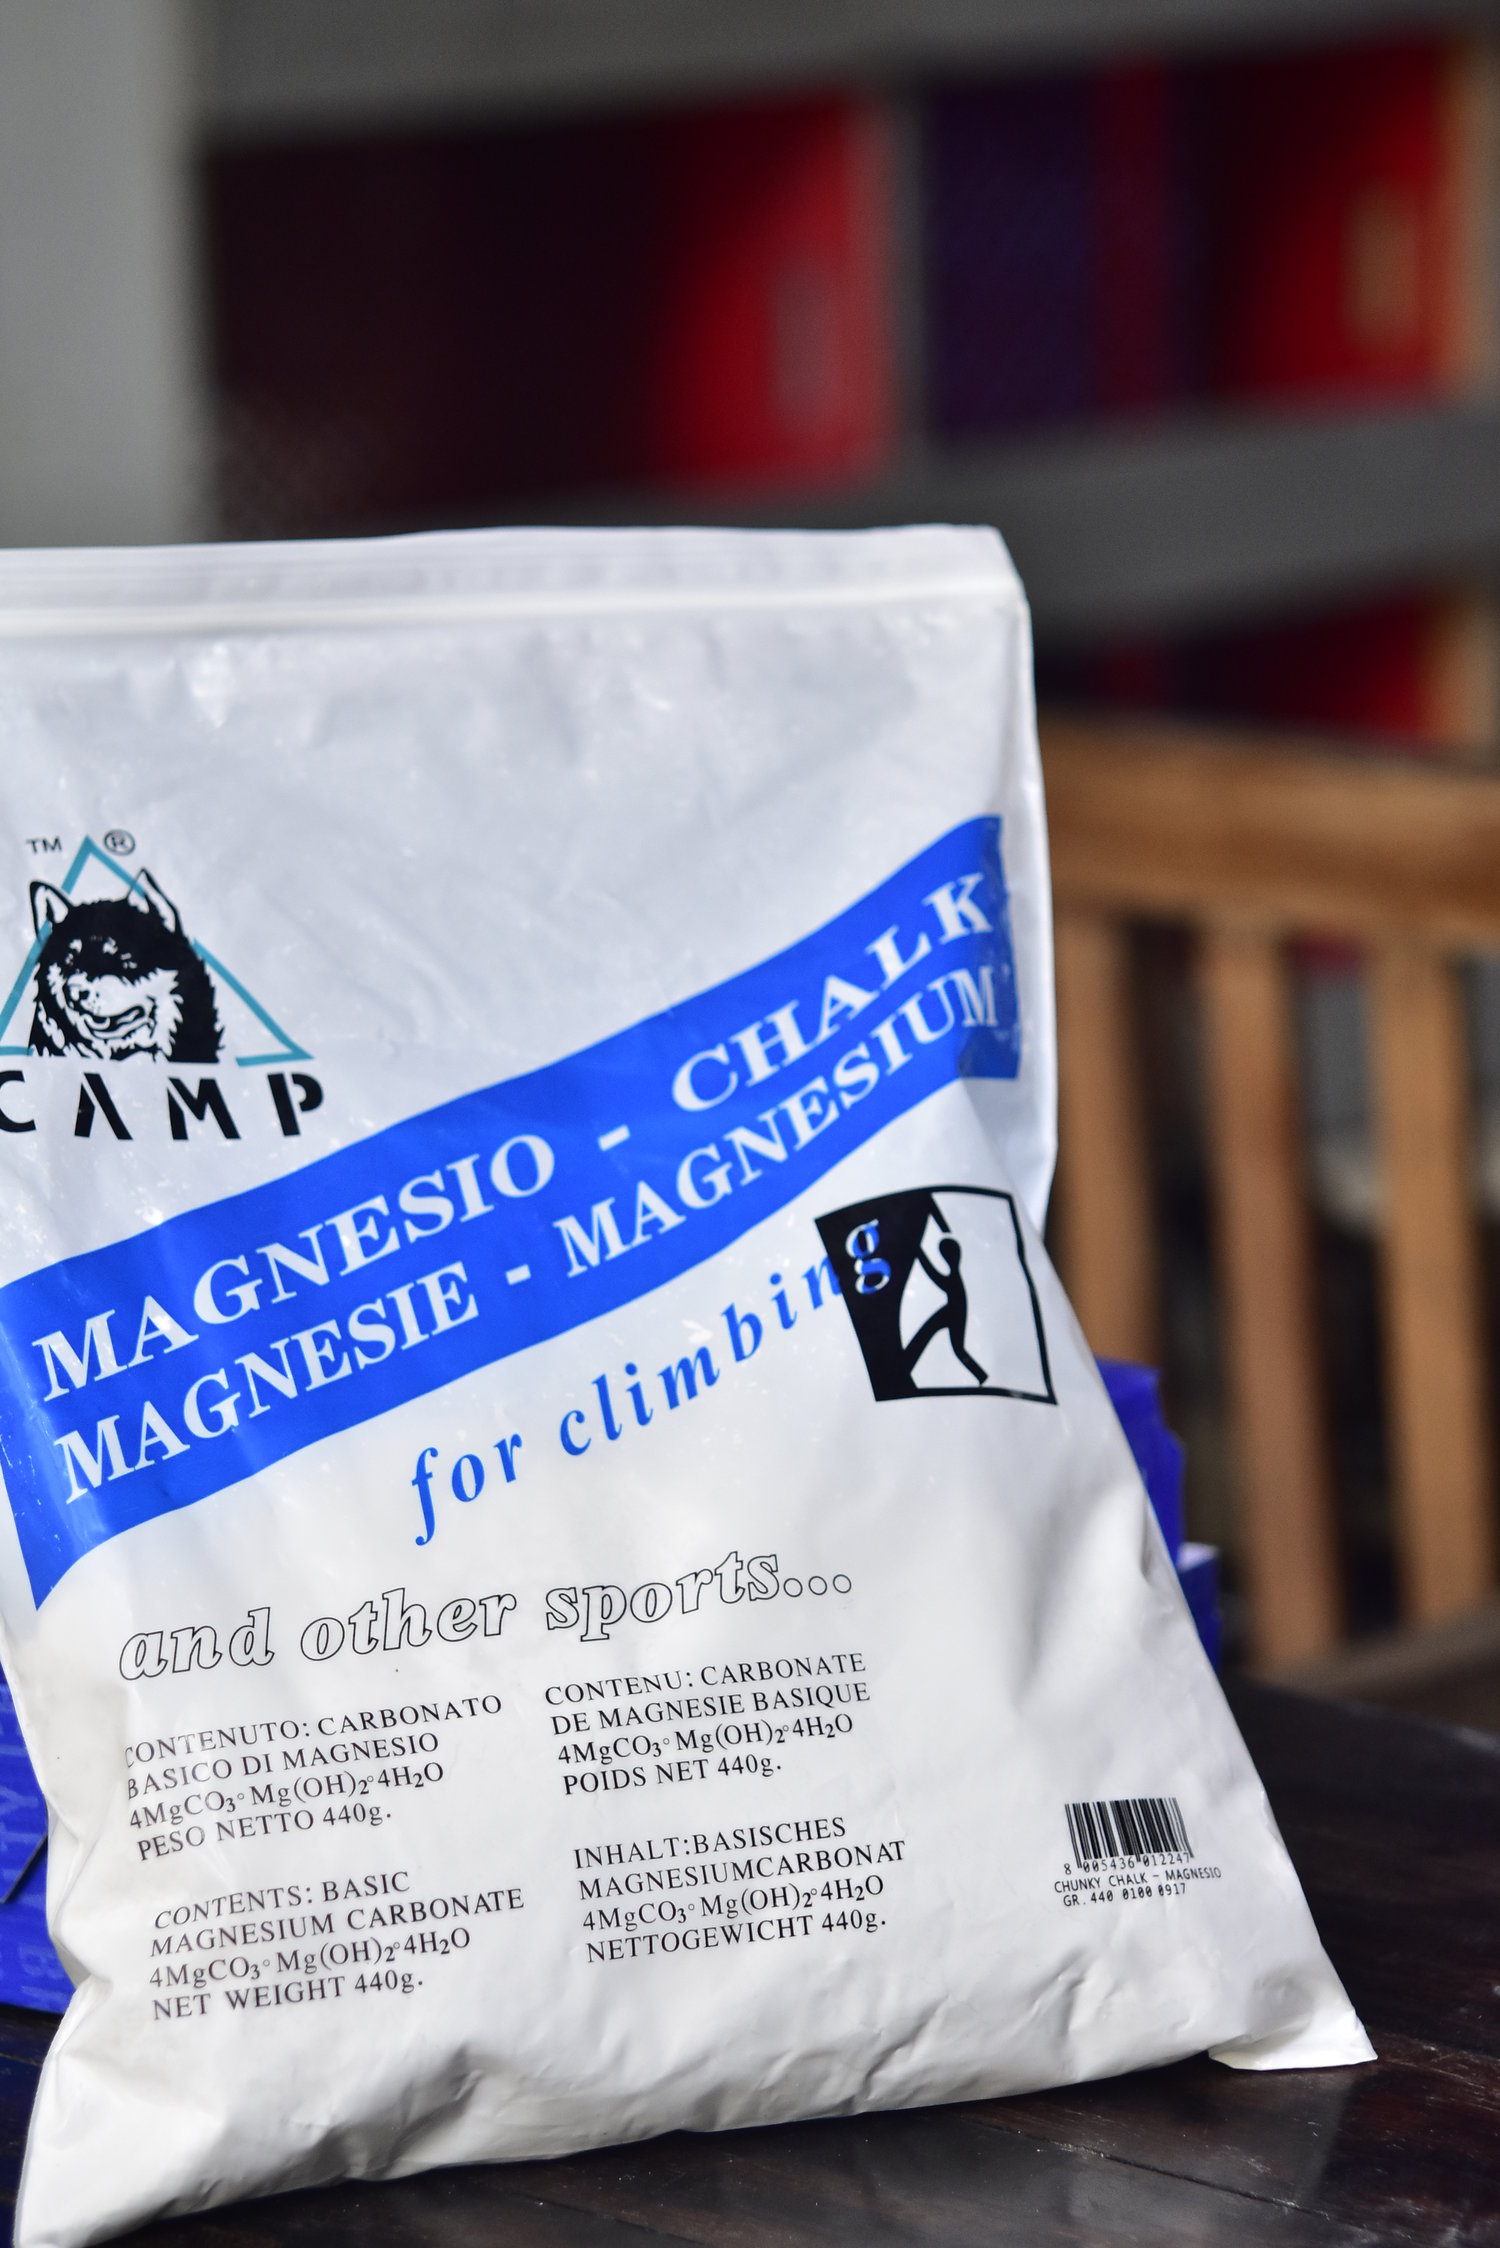 TM ®
CAMP
MAGNESIO - CHALK
MAGNESIE - MAGNESIUM
for climbing
and other sports...
CONTENUTO: CARBONATO
BASICO DI MAGNESIO
4MgCO₃°Mg(OH)₂°4H₂O
PESO NETTO 440g.
CONTENU: CARBONATE
DE MAGNESIE BASIQUE
4MgCO₃°Mg(OH)₂°4H₂O
POIDS NET 440g.
CONTENTS: BASIC
MAGNESIUM CARBONATE
4MgCO₃°Mg(OH)₂°4H₂O
NET WEIGHT 440g.
INHALT:BASISCHES
MAGNESIUMCARBONAT
4MgCO₃°Mg(OH)₂°4H₂O
NETTOGEWICHT 440g.
8 005436 012247
CHUNKY CHALK - MAGNESIO
GR. 440 0100 0917